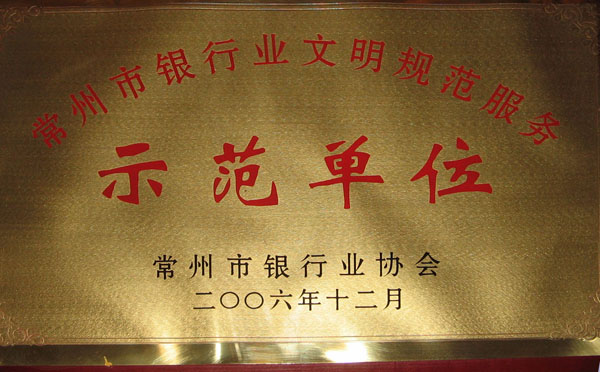 常州市银行业文明规范服务
示范单位
常州市银行业协会
二〇〇六年十二月